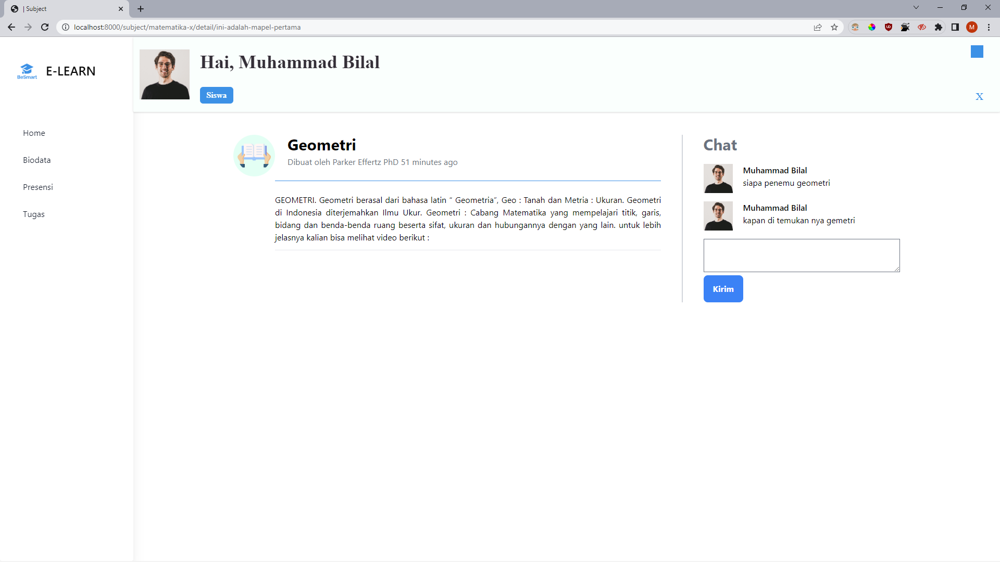 | Subject
localhost:8000/subject/matematika-x/detail/ini-adalah-mapel-pertama
M
BeSmart
E-LEARN
Home
Biodata
Presensi
Tugas
Hai, Muhammad Bilal
Siswa
X
Geometri
Dibuat oleh Parker Effertz PhD 51 minutes ago
GEOMETRI. Geometri berasal dari bahasa latin “ Geometria”, Geo : Tanah dan Metria : Ukuran. Geometri
di Indonesia diterjemahkan Ilmu Ukur. Geometri : Cabang Matematika yang mempelajari titik, garis,
bidang dan benda-benda ruang beserta sifat, ukuran dan hubungannya dengan yang lain. untuk lebih
jelasnya kalian bisa melihat video berikut :
Chat
Muhammad Bilal
siapa penemu geometri
Muhammad Bilal
kapan di temukan nya gemetri
Kirim